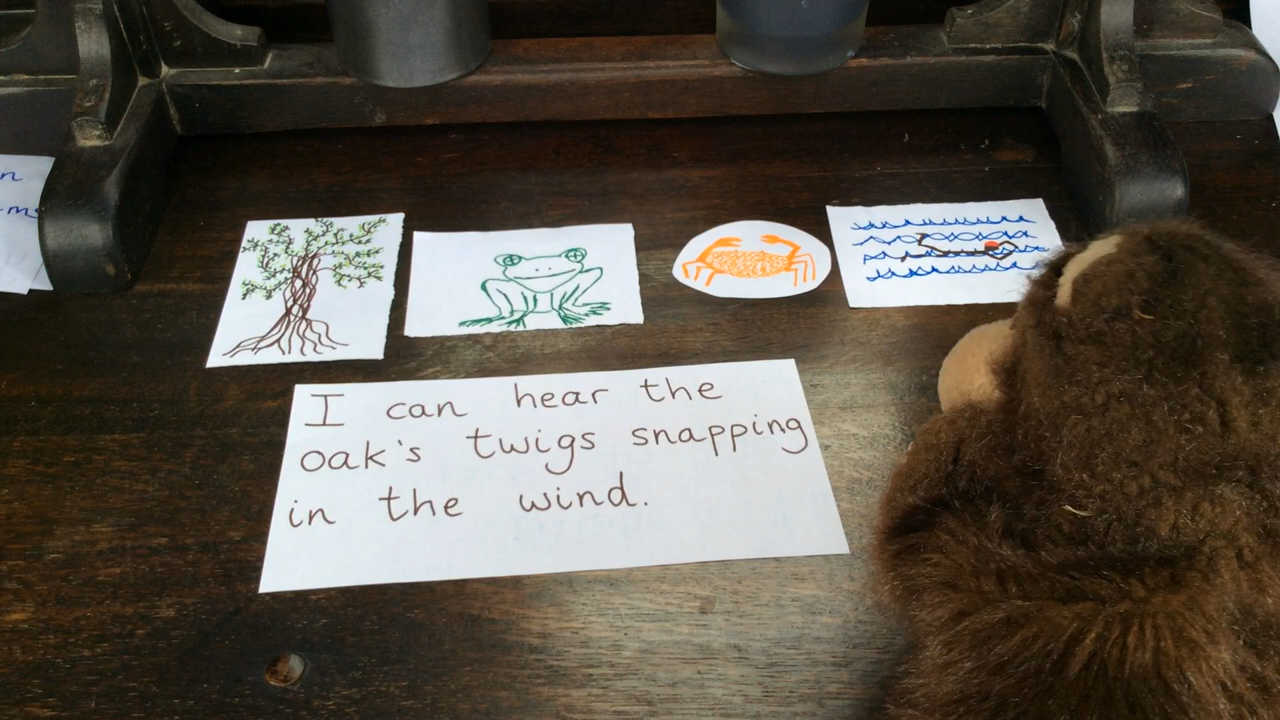 I can hear the
oak's twigs snapping
in the wind.